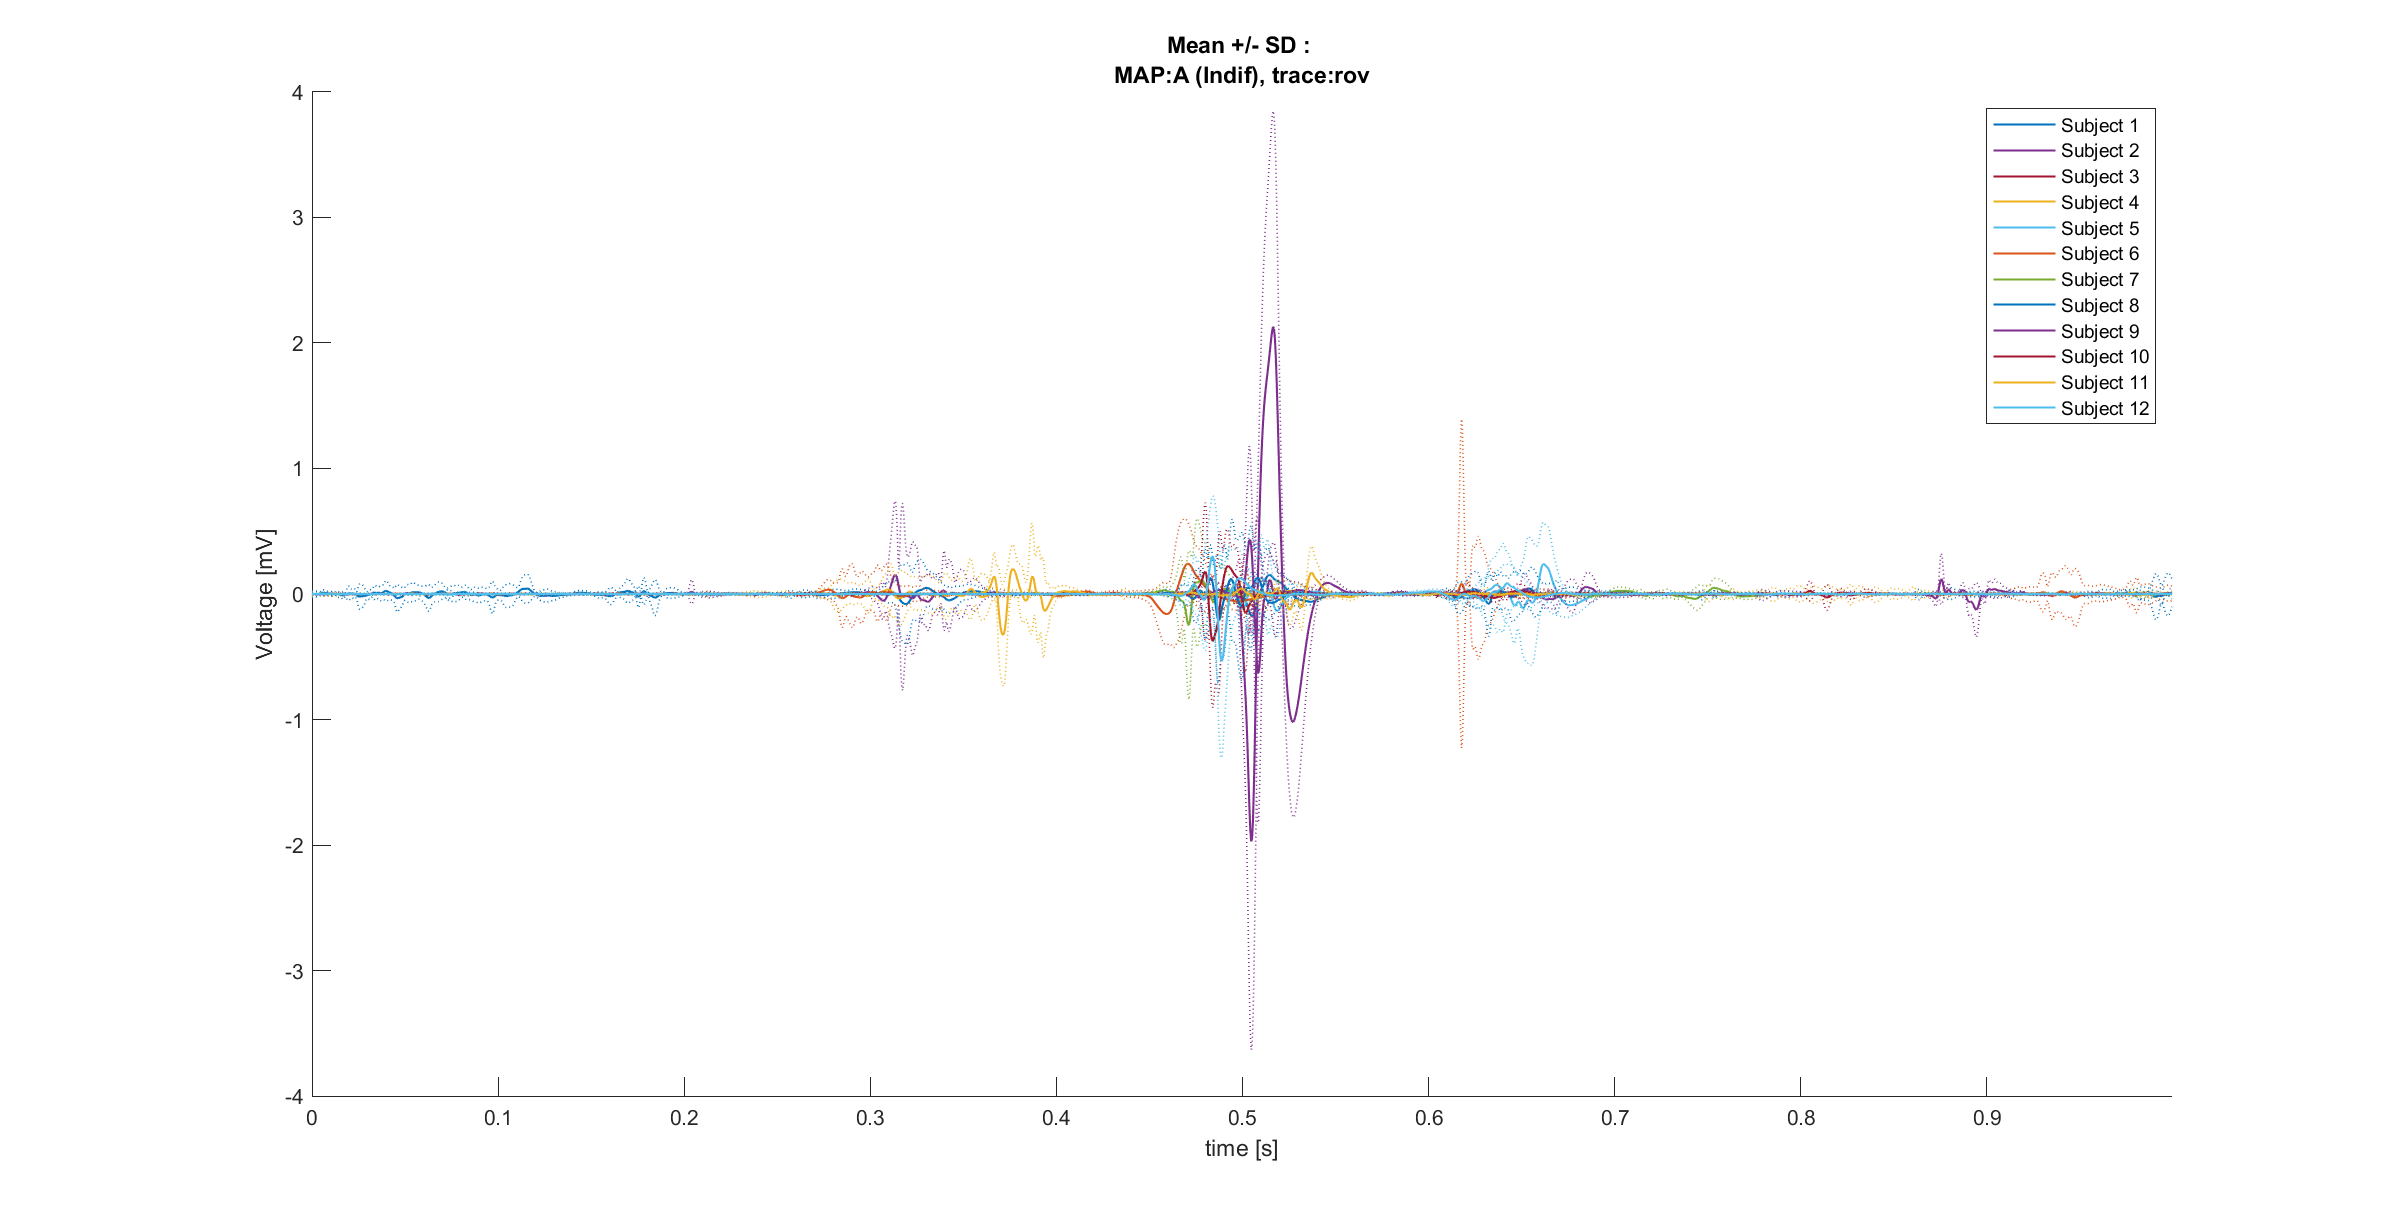 Mean +/- SD :
MAP:A (Indif), trace:rov
4
3
2
1
0
-1
-2
-3
-4
Voltage [mV]
0
0.1
0.2
0.3
0.4
0.5
0.6
0.7
0.8
0.9
time [s]
Subject 1
Subject 2
Subject 3
Subject 4
Subject 5
Subject 6
Subject 7
Subject 8
Subject 9
Subject 10
Subject 11
Subject 12